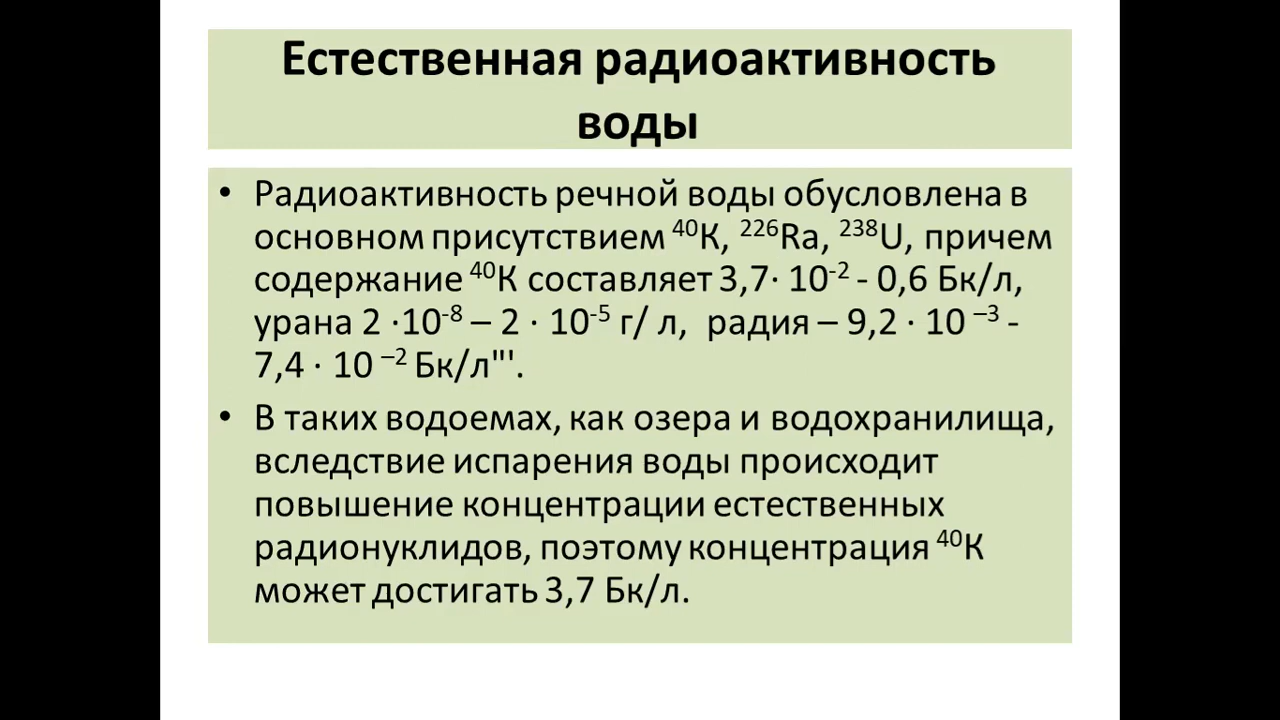 Естественная радиоактивность
воды
• Радиоактивность речной воды обусловлена в
основном присутствием ⁴⁰К, ²²⁶Ra, ²³⁸U, причем
содержание ⁴⁰К составляет 3,7· 10⁻² - 0,6 Бк/л,
урана 2 ·10⁻⁸ – 2 · 10⁻⁵ г/ л, радия – 9,2 · 10 ⁻³ -
7,4 · 10 ⁻² Бк/л"'.
• В таких водоемах, как озера и водохранилища,
вследствие испарения воды происходит
повышение концентрации естественных
радионуклидов, поэтому концентрация ⁴⁰К
может достигать 3,7 Бк/л.